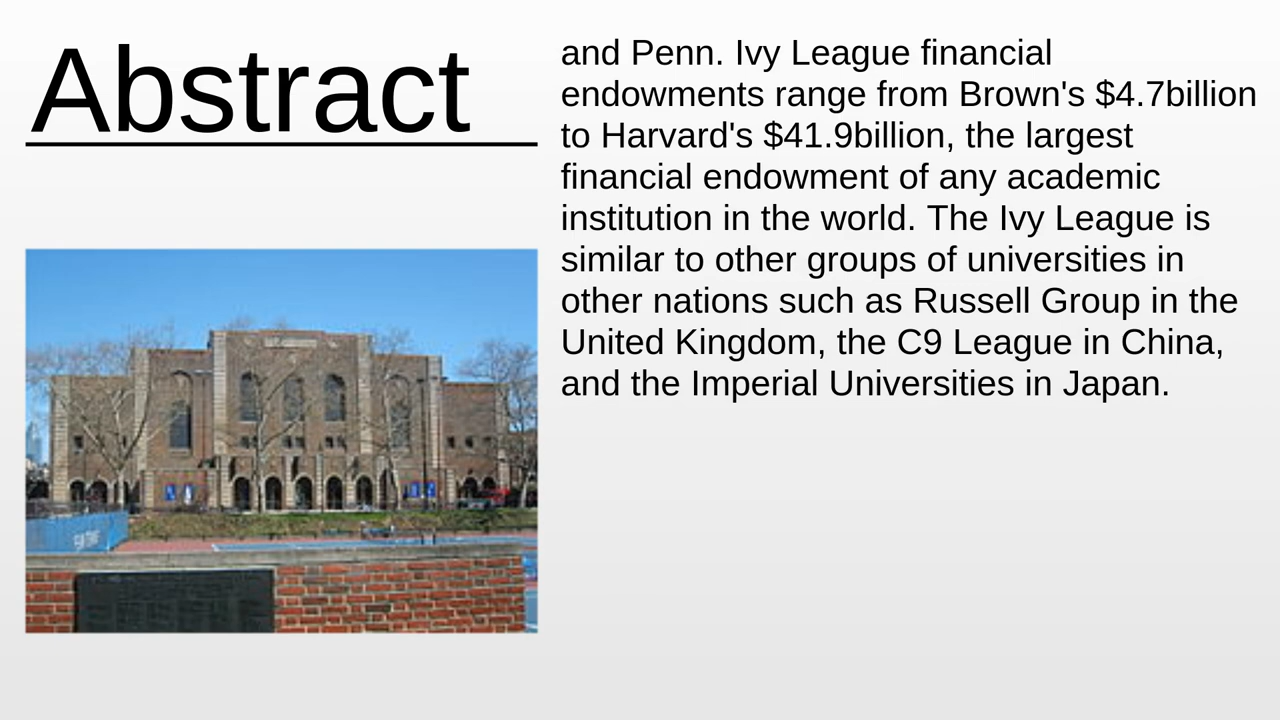 Abstract
and Penn. Ivy League financial
endowments range from Brown's $4.7billion
to Harvard's $41.9billion, the largest
financial endowment of any academic
institution in the world. The Ivy League is
similar to other groups of universities in
other nations such as Russell Group in the
United Kingdom, the C9 League in China,
and the Imperial Universities in Japan.